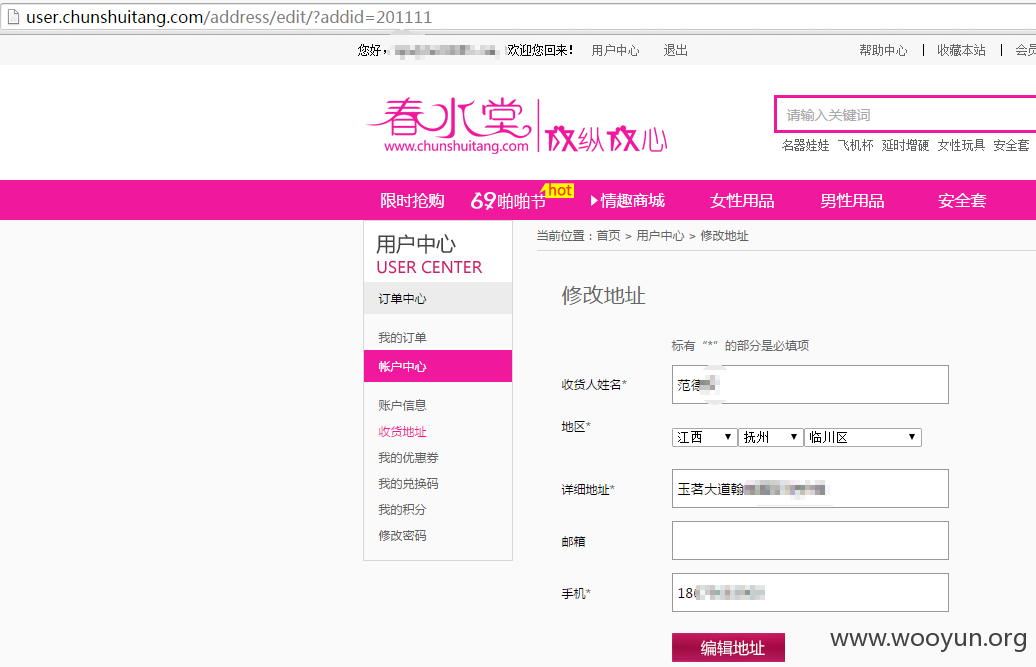 user.chunshuitang.com/address/edit/?addid=201111
您好, 欢迎您回来! 用户中心 退出 帮助中心 | 收藏本站 | 会员
春水堂 放纵放心
www.chunshuitang.com
请输入关键词
名器娃娃 飞机杯 延时增硬 女性玩具 安全套
限时抢购 69啪啪节 hot 情趣商城 女性用品 男性用品 安全套
用户中心
USER CENTER
订单中心
我的订单
帐户中心
账户信息
收货地址
我的优惠券
我的兑换码
我的积分
修改密码
当前位置:首页 > 用户中心 > 修改地址
修改地址
标有 “*” 的部分是必填项
收货人姓名* 范德
地区* 江西 抚州 临川区
详细地址* 玉茗大道翰
邮箱
手机* 18
编辑地址
www.wooyun.org